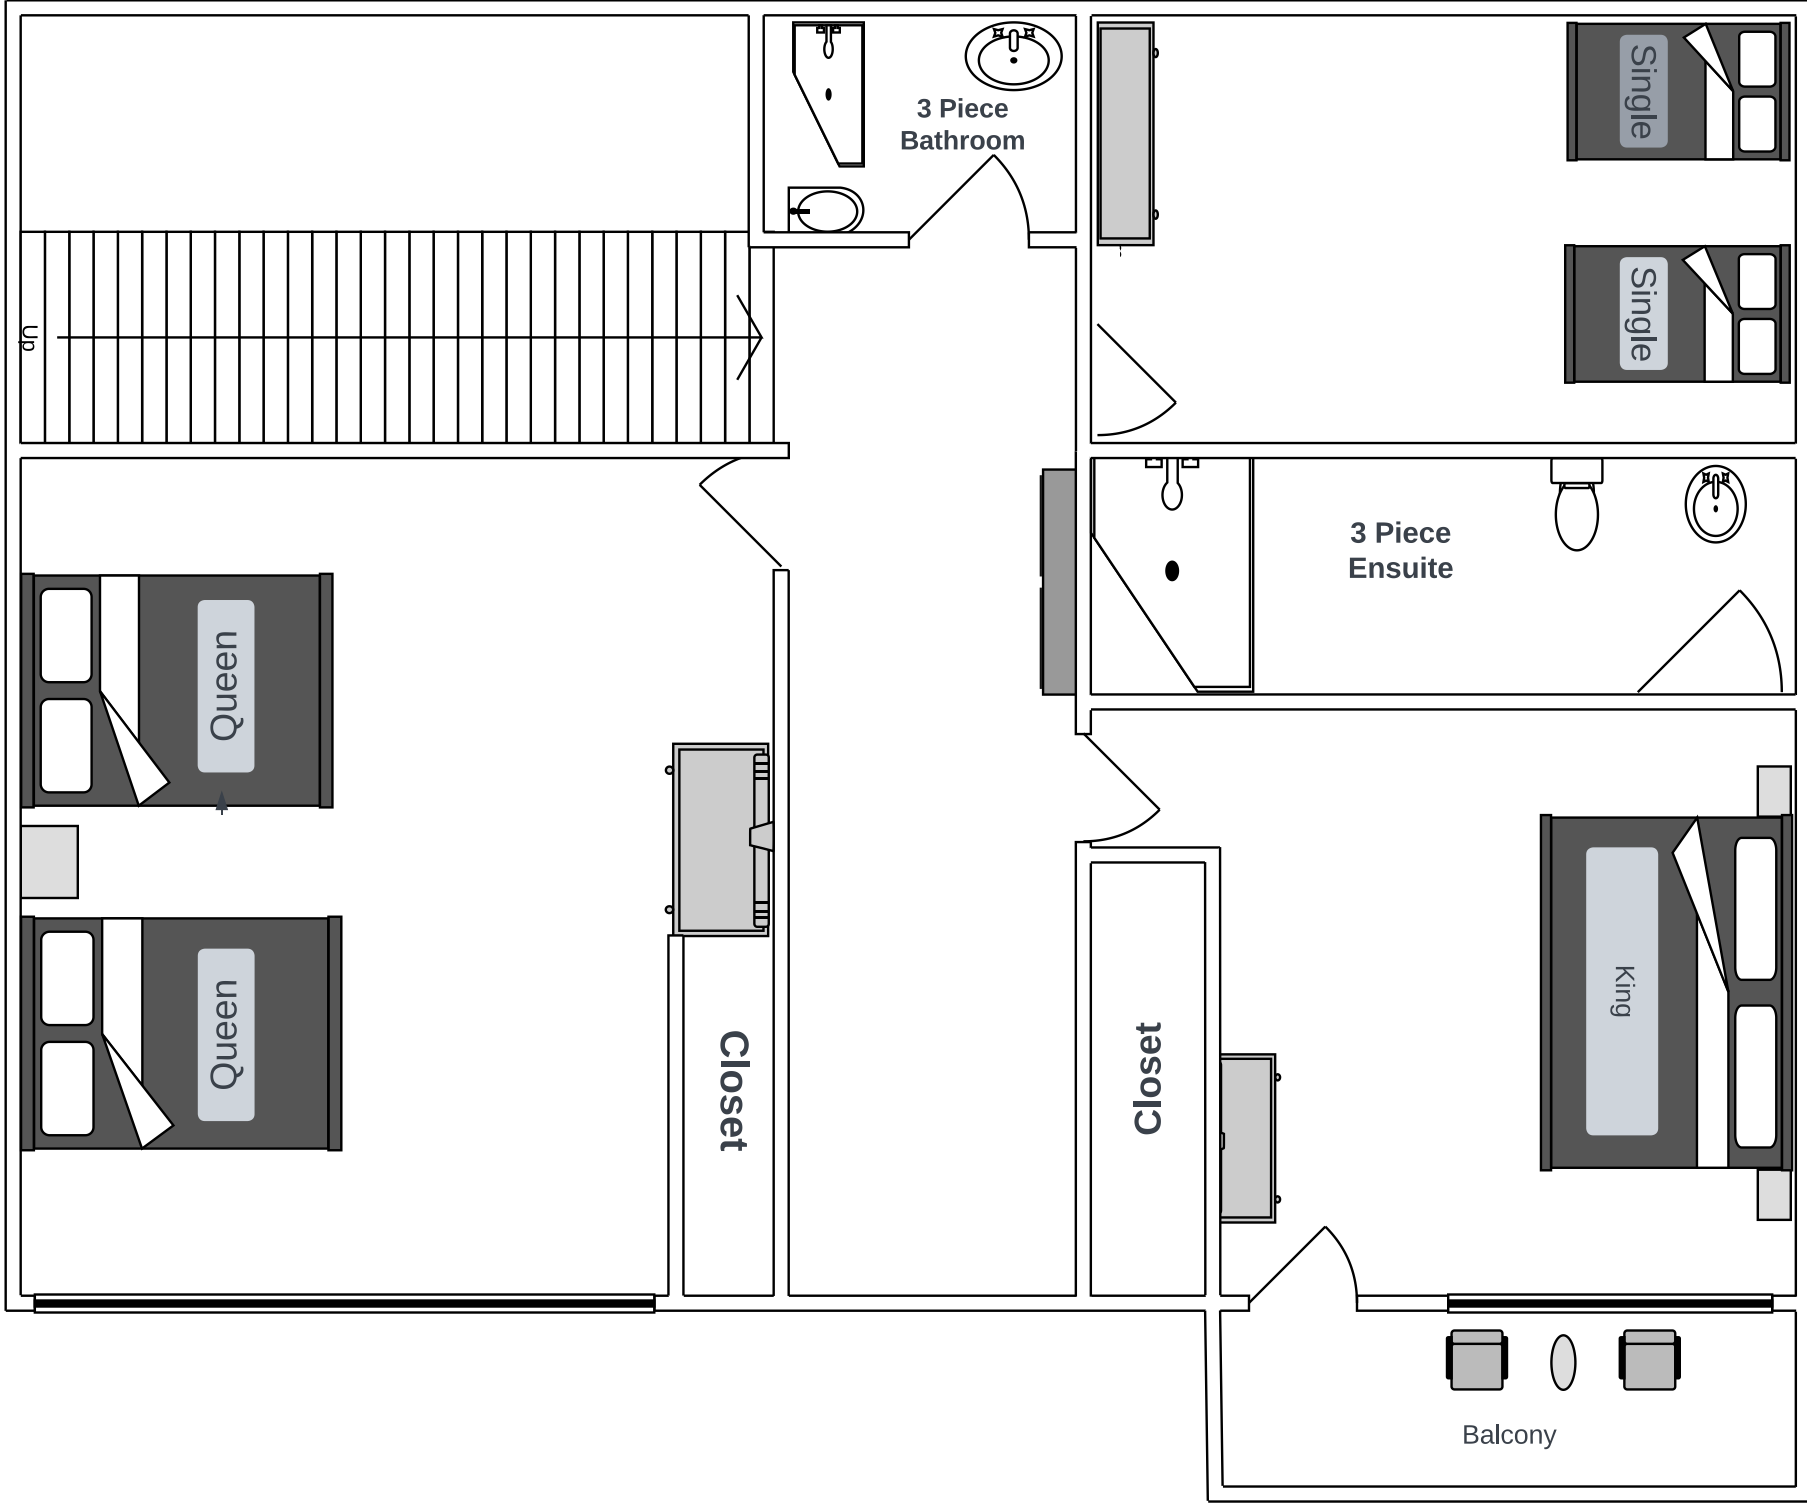 3 Piece
Bathroom
Single
Single
Up
3 Piece
Ensuite
Queen
Queen
King
Closet
Closet
Balcony